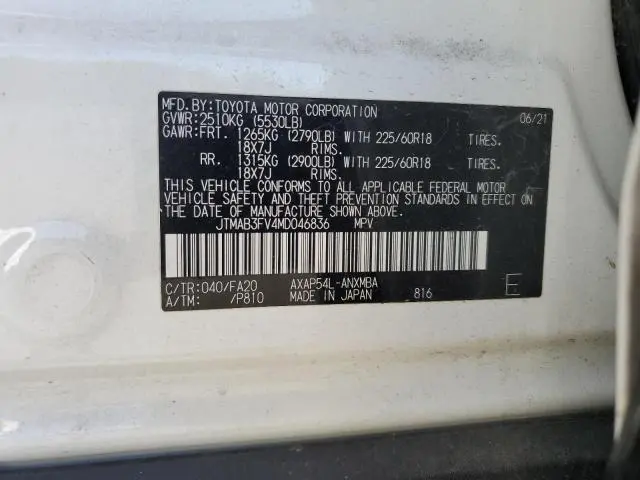 MFD.BY:TOYOTA MOTOR CORPORATION 06/21
GVWR:2510KG (5530LB)
GAWR:FRT. 1265KG (2790LB) WITH 225/60R18 TIRES.
18X7J RIMS.
RR. 1315KG (2900LB) WITH 225/60R18 TIRES.
18X7J RIMS.
THIS VEHICLE CONFORMS TO ALL APPLICABLE FEDERAL MOTOR
VEHICLE SAFETY STANDARDS IN EFFECT ON THE
DATE OF MANUFACTURE SHOWN ABOVE.
JTMAB3FV4MD046836 MPV
C/TR:040/FA20 AXAP54L-ANXMBA
A/TM: /P810 MADE IN JAPAN 816 E